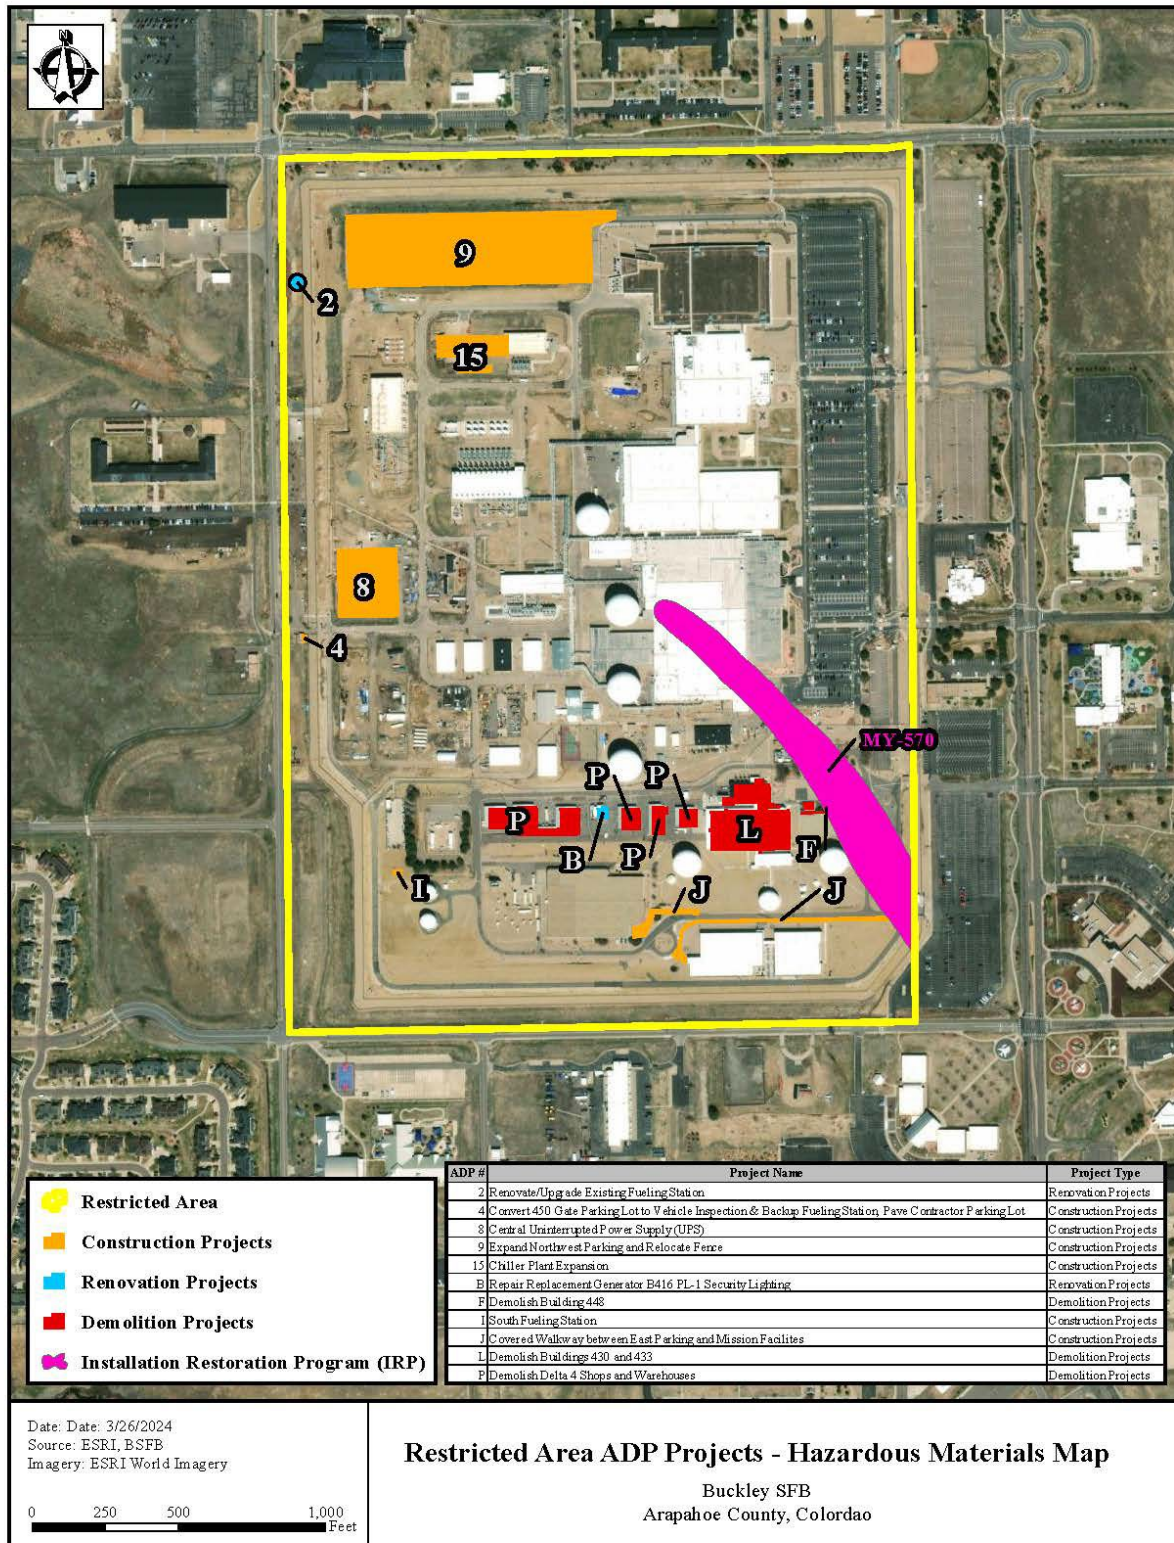 N
9
2
15
8
4
MY-570
P
P
P
L
B
P
F
I
J
J
Restricted Area
Construction Projects
Renovation Projects
Demolition Projects
Installation Restoration Program (IRP)
ADP # Project Name Project Type
2 Renovate/Upgrade Existing Fueling Station Renovation Projects
4 Convert 450 Gate Parking Lot to Vehicle Inspection & Backup Fueling Station, Pave Contractor Parking Lot Construction Projects
8 Central Uninterrupted Power Supply (UPS) Construction Projects
9 Expand Northwest Parking and Relocate Fence Construction Projects
15 Chiller Plant Expansion Construction Projects
B Repair Replacement Generator B416 PL-1 Security Lighting Renovation Projects
F Demolish Building 448 Demolition Projects
I South Fueling Station Construction Projects
J Covered Walkway between East Parking and Mission Facilites Construction Projects
L Demolish Buildings 430 and 433 Demolition Projects
P Demolish Delta 4 Shops and Warehouses Demolition Projects
Date: Date: 3/26/2024
Source: ESRI, BSFB
Imagery: ESRI World Imagery
0 250 500 1,000
Feet
Restricted Area ADP Projects - Hazardous Materials Map
Buckley SFB
Arapahoe County, Colordao